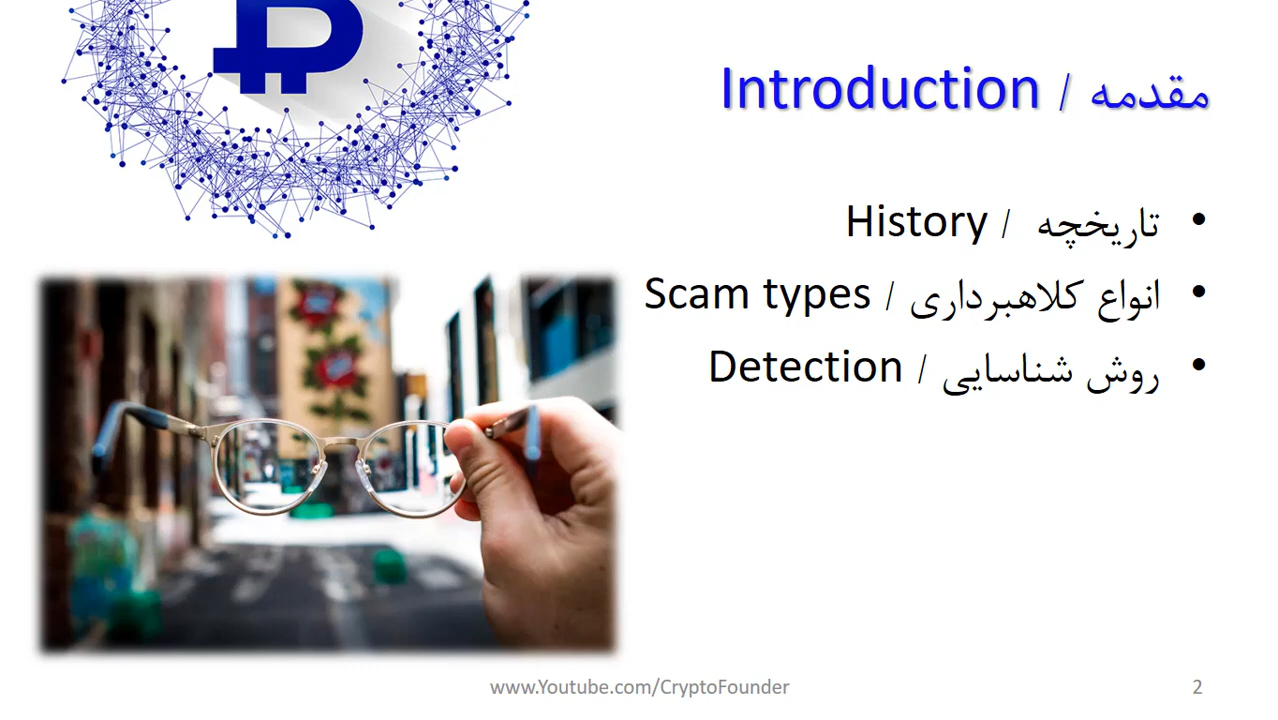 مقدمه / Introduction
• تاریخچه / History
• انواع کلاهبرداری / Scam types
• روش شناسایی / Detection
www.Youtube.com/CryptoFounder
2